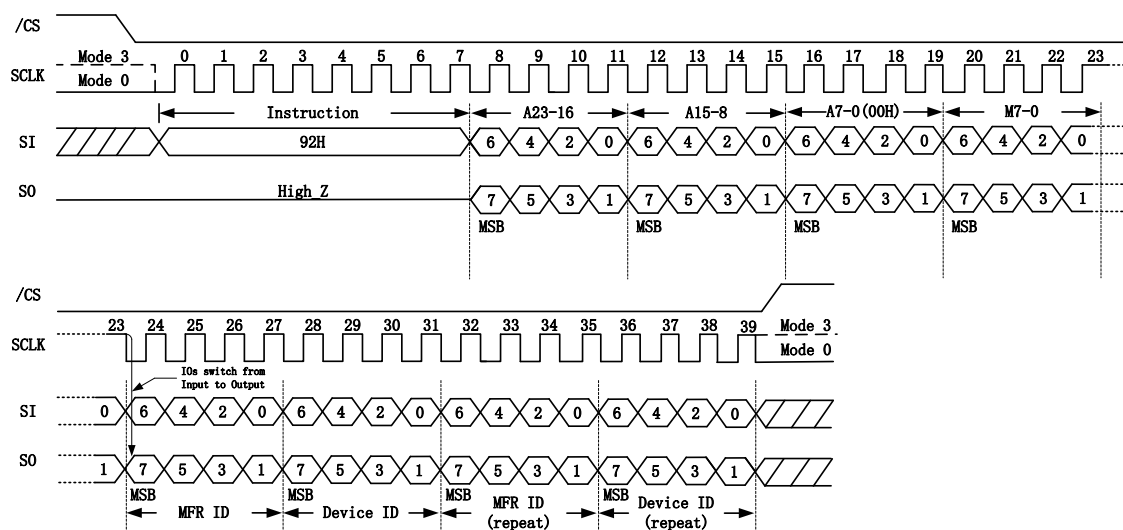 /CS
Mode 3 0 1 2 3 4 5 6 7 8 9 10 11 12 13 14 15 16 17 18 19 20 21 22 23
SCLK
Mode 0
Instruction A23-16 A15-8 A7-0(00H) M7-0
SI 92H 6 4 2 0 6 4 2 0 6 4 2 0 6 4 2 0
SO High_Z 7 5 3 1 7 5 3 1 7 5 3 1 7 5 3 1
MSB MSB MSB MSB
/CS
23 24 25 26 27 28 29 30 31 32 33 34 35 36 37 38 39 Mode 3
SCLK
Mode 0
IOs switch from
Input to Output
SI 0 6 4 2 0 6 4 2 0 6 4 2 0 6 4 2 0
SO 1 7 5 3 1 7 5 3 1 7 5 3 1 7 5 3 1
MSB MSB MSB MSB
MFR ID Device ID MFR ID
(repeat) Device ID
(repeat)